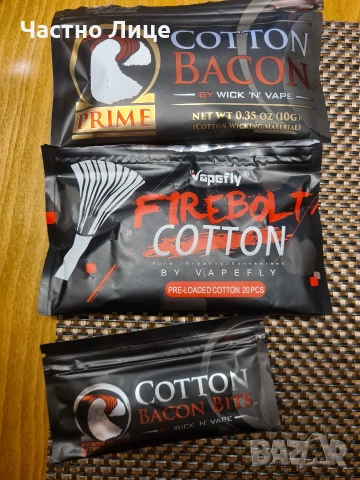 Частно Лице
COTTON
BACON
BY WICK 'N' VAPE
PRIME
NET WT 0.35 OZ (10G)
(COTTON WICKING MATERIAL)
Vapefly
FIREBOLT
COTTON
BY VAPEFLY
PRE-LOADED COTTON 20 PCS
COTTON
BACON BITS
BY WICK 'N' VAPE
BAZAR